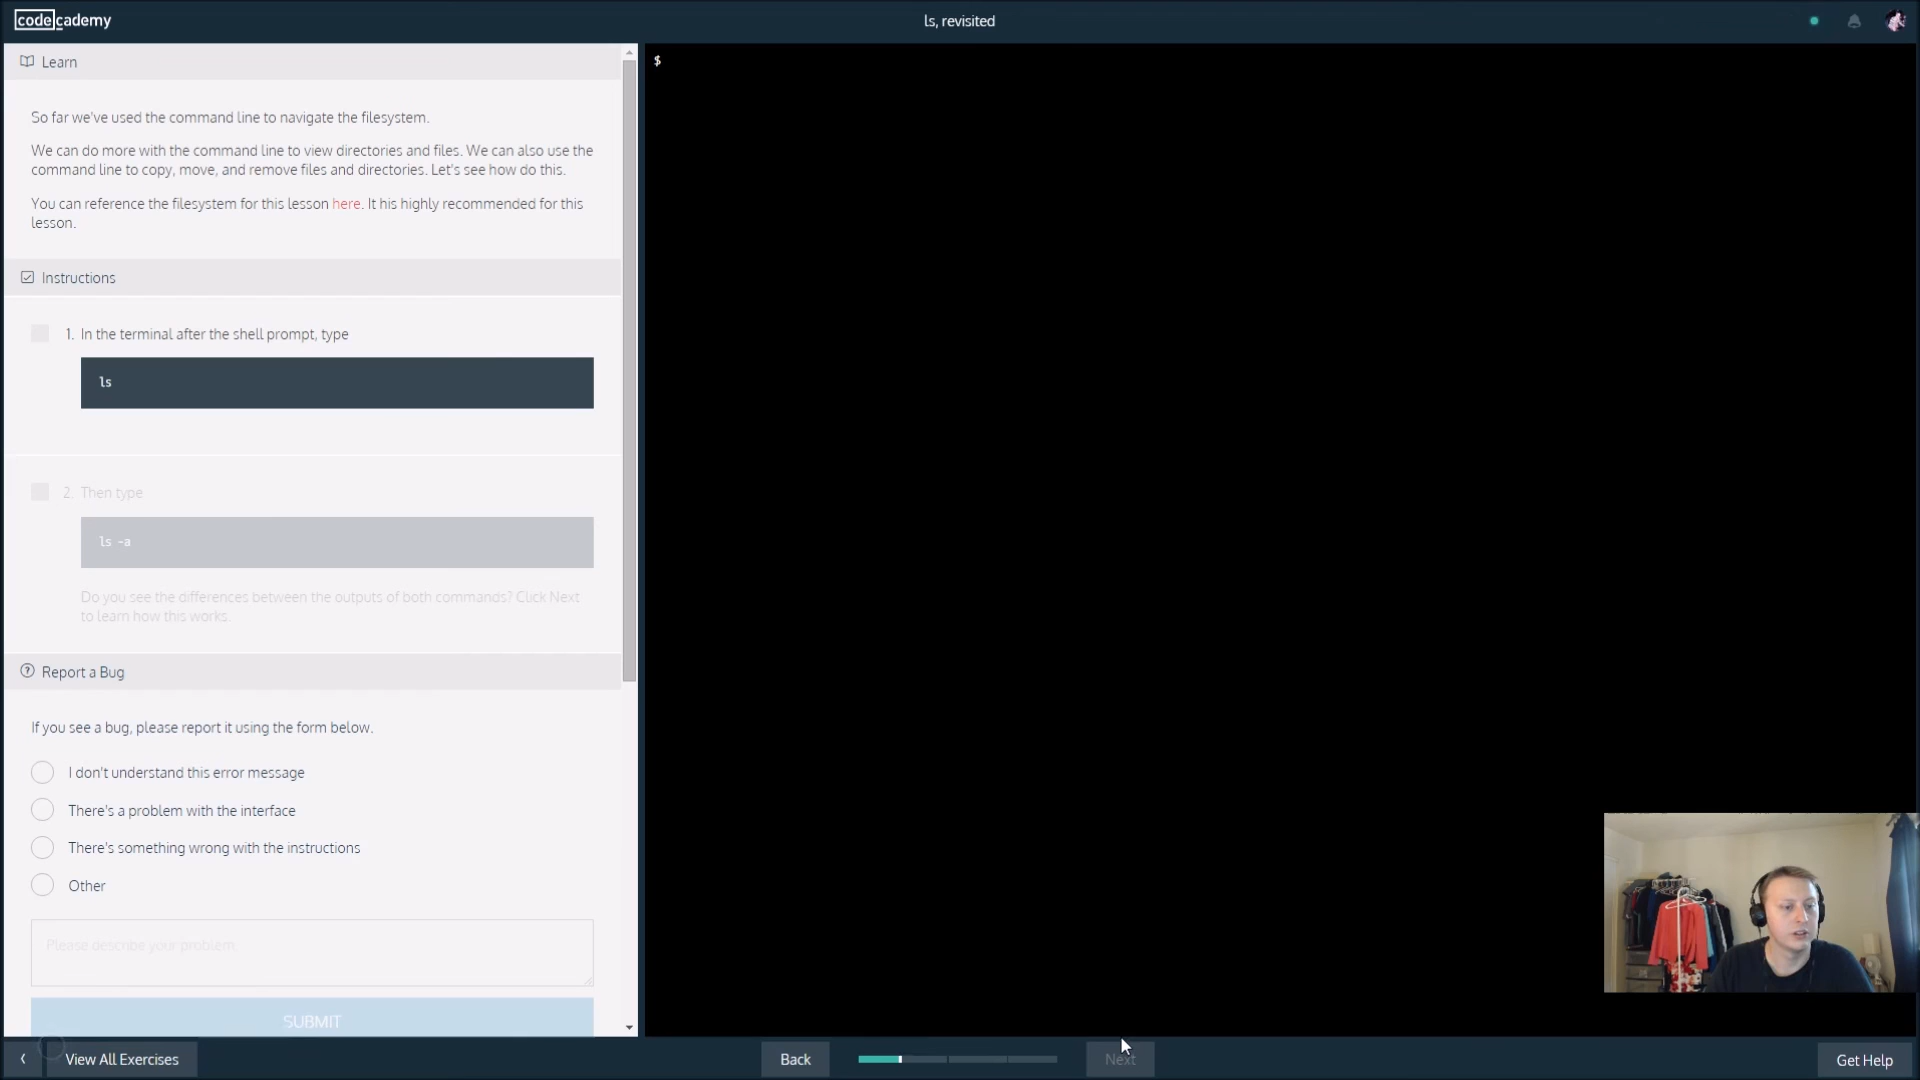 codecademy
ls, revisited
Learn
So far we've used the command line to navigate the filesystem.
We can do more with the command line to view directories and files. We can also use the
command line to copy, move, and remove files and directories. Let's see how do this.
You can reference the filesystem for this lesson here. It his highly recommended for this
lesson.
Instructions
1. In the terminal after the shell prompt, type
ls
2. Then type
ls -a
Do you see the differences between the outputs of both commands? Click Next
to learn how this works.
Report a Bug
If you see a bug, please report it using the form below.
I don't understand this error message
There's a problem with the interface
There's something wrong with the instructions
Other
Please describe your problem
SUBMIT
$
View All Exercises
Back
Next
Get Help